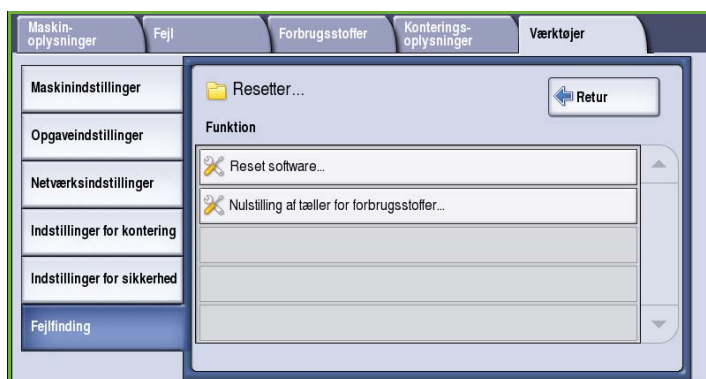 Maskin-
oplysninger
Fejl
Forbrugsstoffer
Konterings-
oplysninger
Værktøjer
Maskinindstillinger
Opgaveindstillinger
Netværksindstillinger
Indstillinger for kontering
Indstillinger for sikkerhed
Fejlfinding
Resetter...
Retur
Funktion
Reset software...
Nulstilling af tæller for forbrugsstoffer...